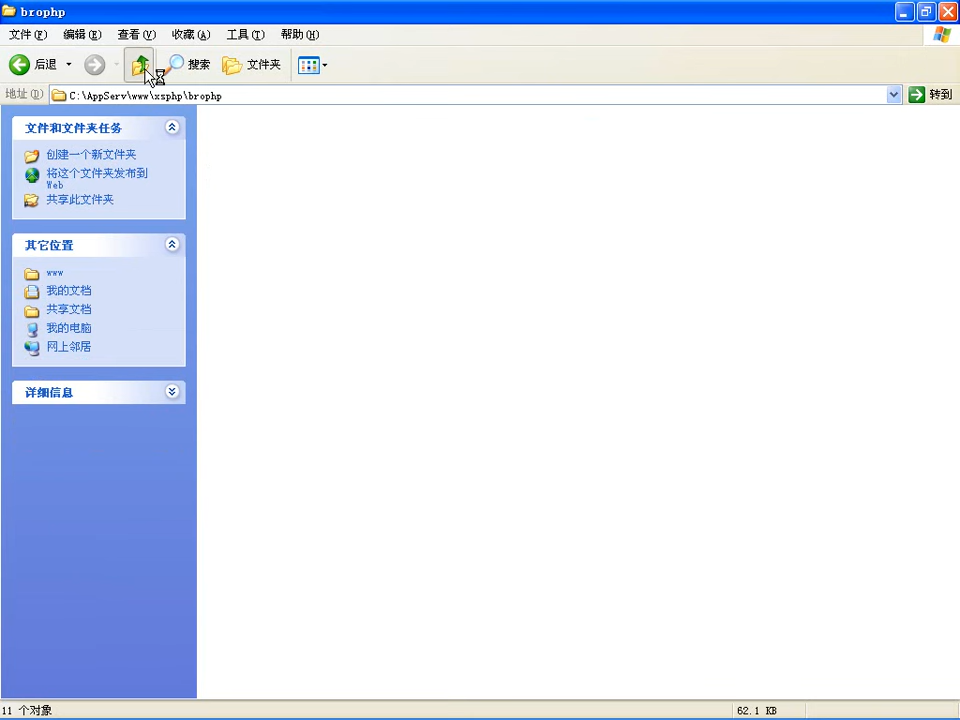 brophp
文件(F) 编辑(E) 查看(V) 收藏(A) 工具(T) 帮助(H)
后退 搜索 文件夹
地址(D) C:\AppServ\www\xsphp\brophp 转到
文件和文件夹任务
创建一个新文件夹
将这个文件夹发布到
Web
共享此文件夹
其它位置
www
我的文档
共享文档
我的电脑
网上邻居
详细信息
11 个对象 62.1 KB